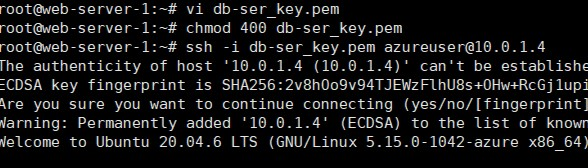 root@web-server-1:~# vi db-ser_key.pem
root@web-server-1:~# chmod 400 db-ser_key.pem
root@web-server-1:~# ssh -i db-ser_key.pem azureuser@10.0.1.4
The authenticity of host '10.0.1.4 (10.0.1.4)' can't be establishe
ECDSA key fingerprint is SHA256:2v8hOo9v94TJEWzFlhU8s+OHw+RcGj1upi
Are you sure you want to continue connecting (yes/no/[fingerprint]
Warning: Permanently added '10.0.1.4' (ECDSA) to the list of known
Welcome to Ubuntu 20.04.6 LTS (GNU/Linux 5.15.0-1042-azure x86_64)